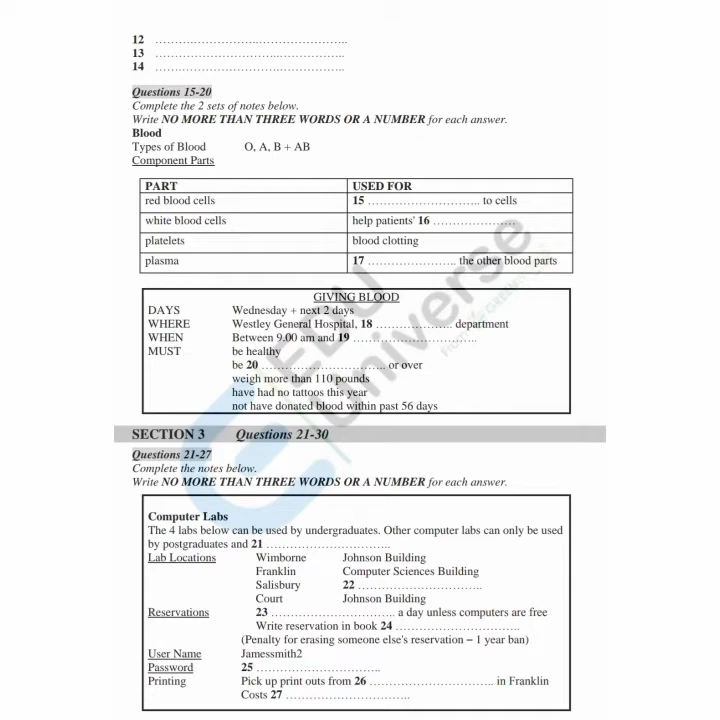 12 ……………………………………………….
13 ……………………………………………..
14 ……………………………………………..
Questions 15-20
Complete the 2 sets of notes below.
Write NO MORE THAN THREE WORDS OR A NUMBER for each answer.
Blood
Types of Blood O, A, B + AB
Component Parts
PART USED FOR
red blood cells 15 ……………………….. to cells
white blood cells help patients' 16 …………………
platelets blood clotting
plasma 17 ………………….. the other blood parts
GIVING BLOOD
DAYS Wednesday + next 2 days
WHERE Westley General Hospital, 18 ……………….. department
WHEN Between 9.00 am and 19 …………………………..
MUST be healthy
be 20 ………………………….. or over
weigh more than 110 pounds
have had no tattoos this year
not have donated blood within past 56 days
SECTION 3 Questions 21-30
Questions 21-27
Complete the notes below.
Write NO MORE THAN THREE WORDS OR A NUMBER for each answer.
Computer Labs
The 4 labs below can be used by undergraduates. Other computer labs can only be used
by postgraduates and 21 …………………………..
Lab Locations Wimborne Johnson Building
Franklin Computer Sciences Building
Salisbury 22 …………………………..
Court Johnson Building
Reservations 23 ………………………….. a day unless computers are free
Write reservation in book 24 …………………………..
(Penalty for erasing someone else's reservation – 1 year ban)
User Name Jamessmith2
Password 25 …………………………..
Printing Pick up print outs from 26 ………………………….. in Franklin
Costs 27 …………………………..
EDU
Universe